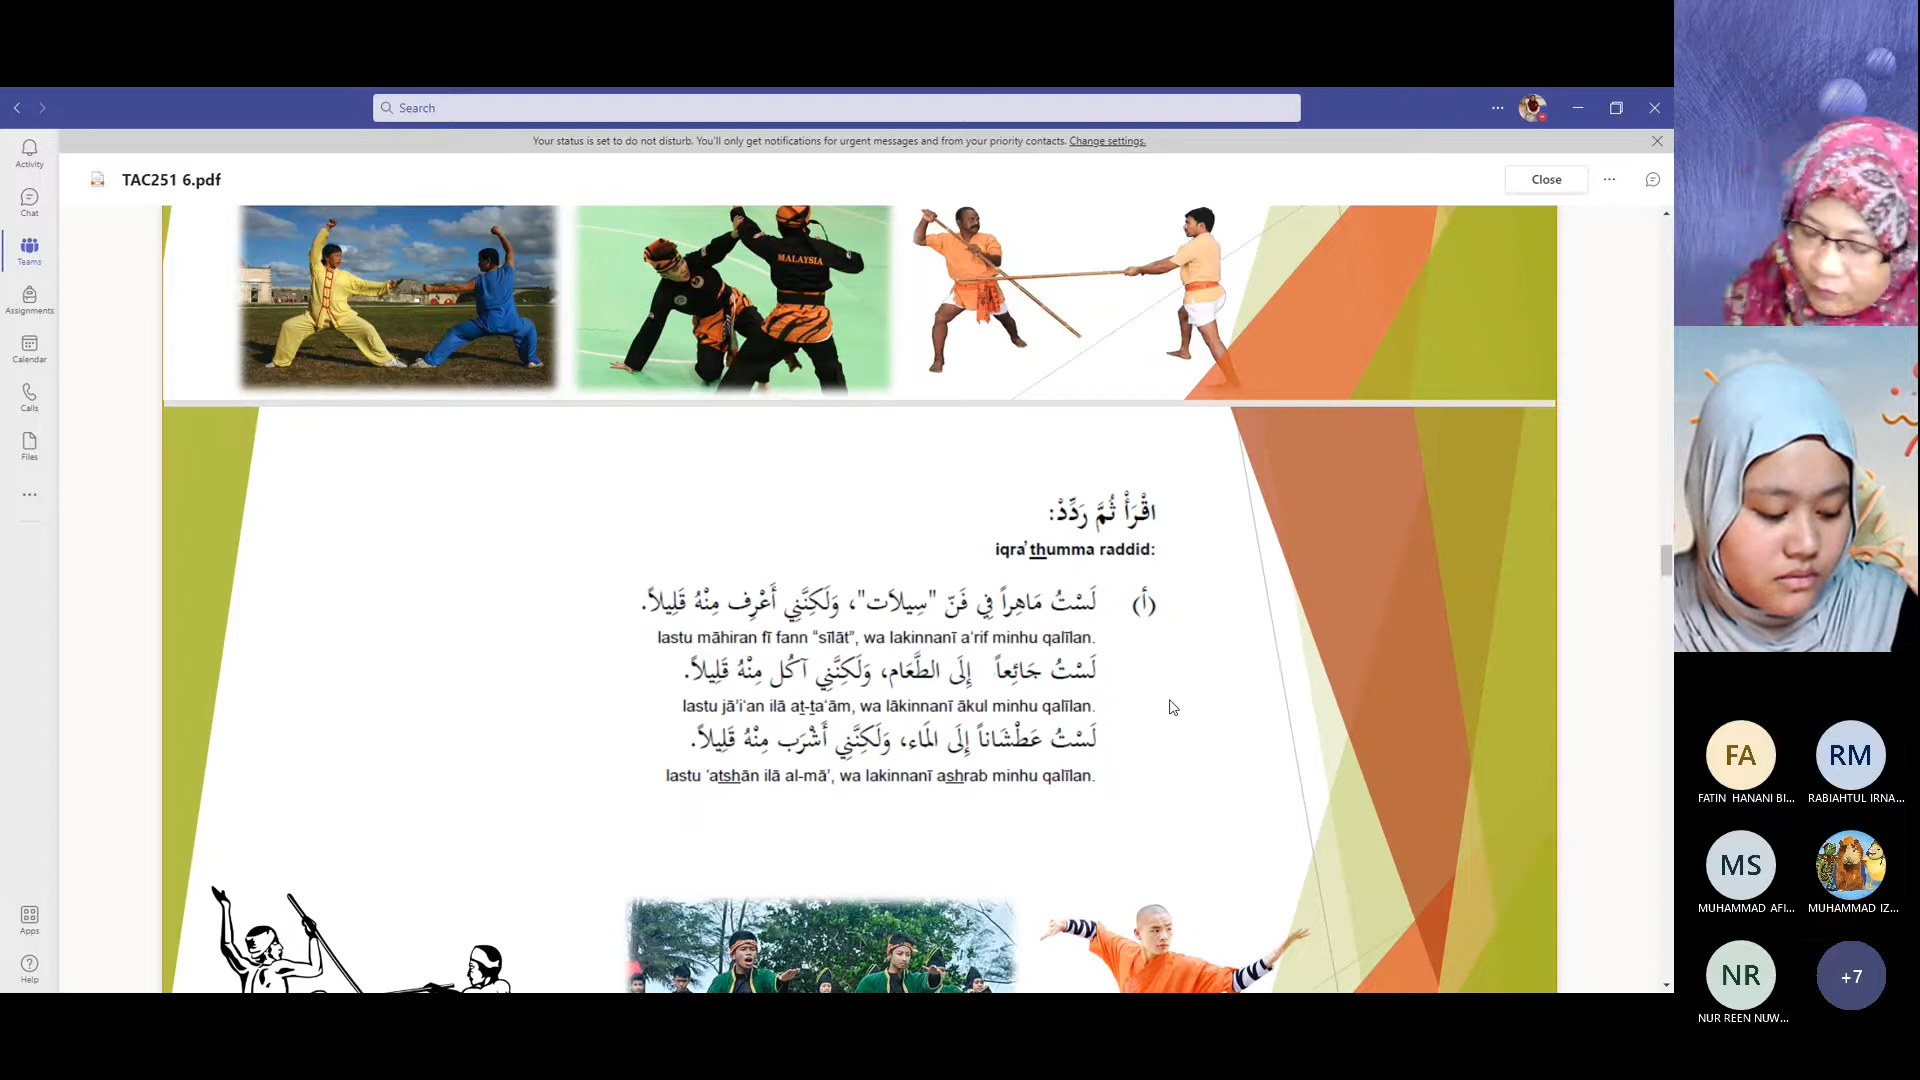 Search
Your status is set to do not disturb. You'll only get notifications for urgent messages and from your priority contacts. Change settings.
TAC251 6.pdf
Close
Activity
Chat
Teams
Assignments
Calendar
Calls
Files
Apps
Help
MALAYSIA
اقْرَأْ ثُمَّ رَدِّدْ:
iqra’ thumma raddid:
(أ) لَسْتُ مَاهِراً فِي فَنّ "سِيلاَت"، وَلَكِنَّنِي أَعْرِف مِنْهُ قَلِيلاً.
lastu māhiran fī fann “sīlāt”, wa lakinnanī a‘rif minhu qalīlan.
لَسْتُ جَائِعاً إِلَى الطَّعَام، وَلَكِنَّنِي آكُل مِنْهُ قَلِيلاً.
lastu jā’i‘an ilā at-ta‘ām, wa lākinnanī ākul minhu qalīlan.
لَسْتُ عَطْشَاناً إِلَى المَاء، وَلَكِنَّنِي أَشْرَب مِنْهُ قَلِيلاً.
lastu ‘atshān ilā al-mā’, wa lakinnanī ashrab minhu qalīlan.
FA
FATIN HANANI BI...
RM
RABIAHTUL IRNA...
MS
MUHAMMAD AFI...
MUHAMMAD IZ...
NR
NUR REEN NUW...
+7